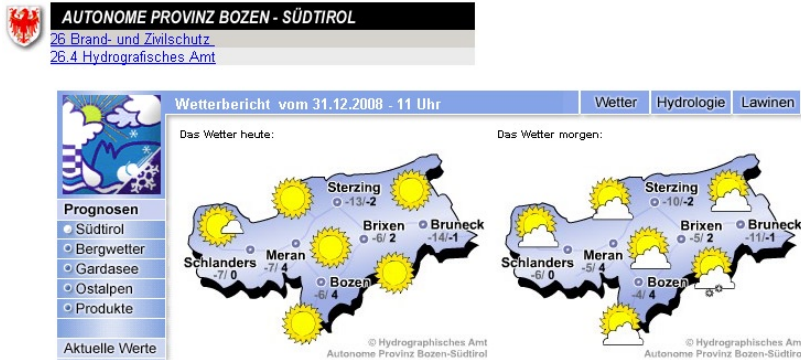 AUTONOME PROVINZ BOZEN - SÜDTIROL
26 Brand- und Zivilschutz
26.4 Hydrografisches Amt
Wetterbericht vom 31.12.2008 - 11 Uhr
Wetter
Hydrologie
Lawinen
Das Wetter heute:
Das Wetter morgen:
Prognosen
Südtirol
Bergwetter
Gardasee
Ostalpen
Produkte
Aktuelle Werte
Sterzing
-13/-2
Brixen
-6/ 2
Bruneck
-14/-1
Schlanders
-7/ 0
Meran
-7/ 4
Bozen
-6/ 4
© Hydrographisches Amt
Autonome Provinz Bozen-Südtirol
Sterzing
-10/-2
Brixen
-5/ 2
Bruneck
-11/-1
Schlanders
-6/ 0
Meran
-5/ 4
Bozen
-4/ 4
© Hydrographisches Amt
Autonome Provinz Bozen-Südtirol